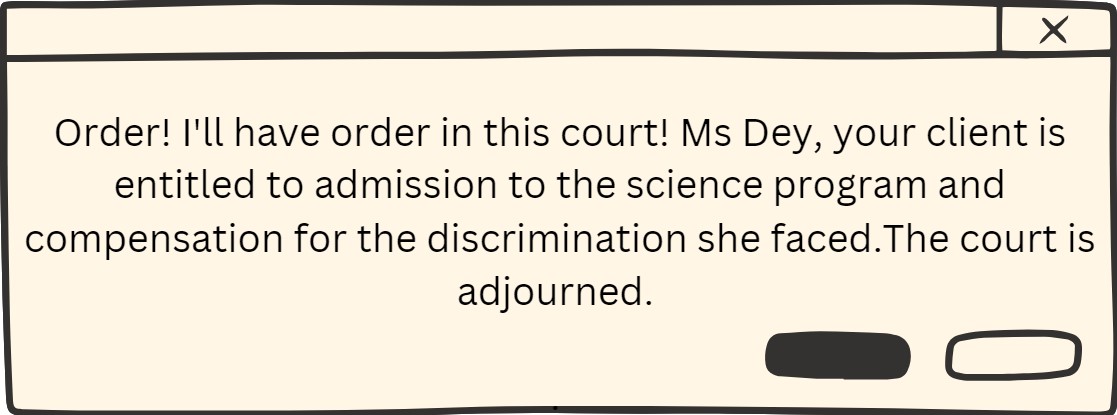 Order! I'll have order in this court! Ms Dey, your client is
entitled to admission to the science program and
compensation for the discrimination she faced.The court is
adjourned.